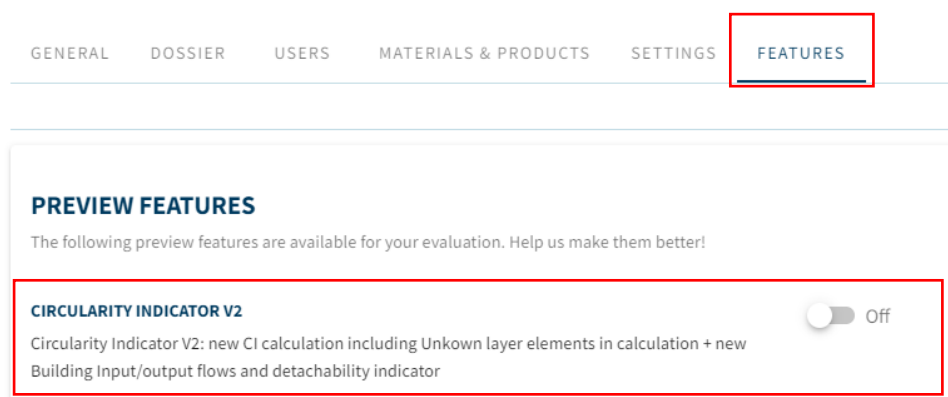 GENERAL DOSSIER USERS MATERIALS & PRODUCTS SETTINGS FEATURES
PREVIEW FEATURES
The following preview features are available for your evaluation. Help us make them better!
CIRCULARITY INDICATOR V2
Off
Circularity Indicator V2: new CI calculation including Unkown layer elements in calculation + new
Building Input/output flows and detachability indicator